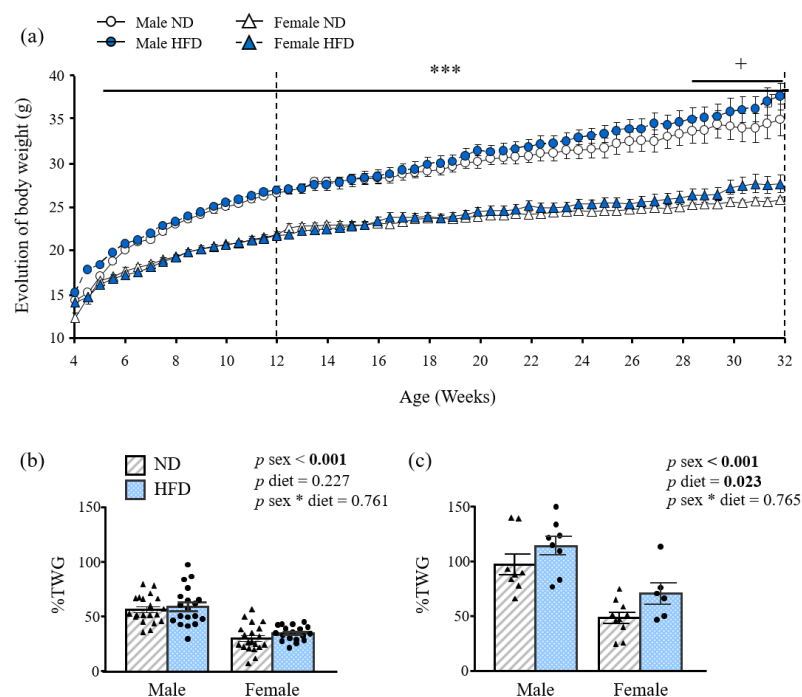 (a)
Male ND
Female ND
Male HFD
Female HFD
***
+
Evolution of body weight (g)
40
35
30
25
20
15
10
4 6 8 10 12 14 16 18 20 22 24 26 28 30 32
Age (Weeks)
(b)
ND
HFD
p sex < 0.001
p diet = 0.227
p sex * diet = 0.761
%TWG
150
100
50
0
Male Female
(c)
p sex < 0.001
p diet = 0.023
p sex * diet = 0.765
%TWG
150
100
50
0
Male Female